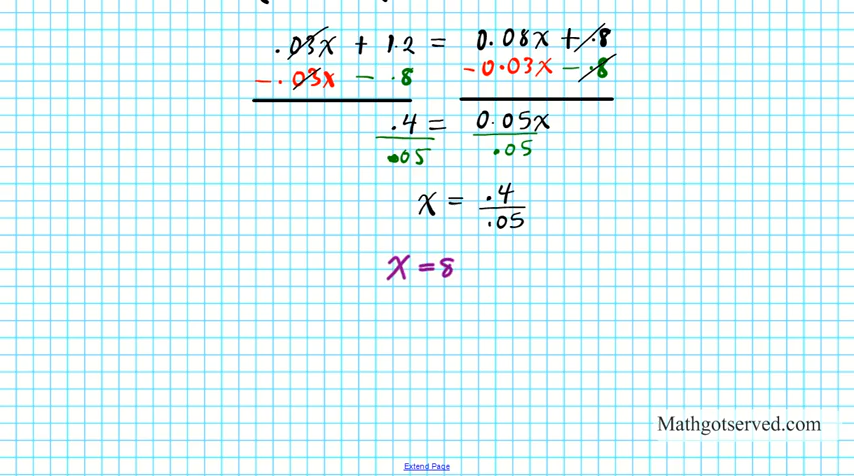 .03x + 1.2 = 0.08x + .8
- .03x - .8 -0.03x - .8
.4 = 0.05x
.05 .05
x = .4
.05
x = 8
Mathgotserved.com
Extend Page